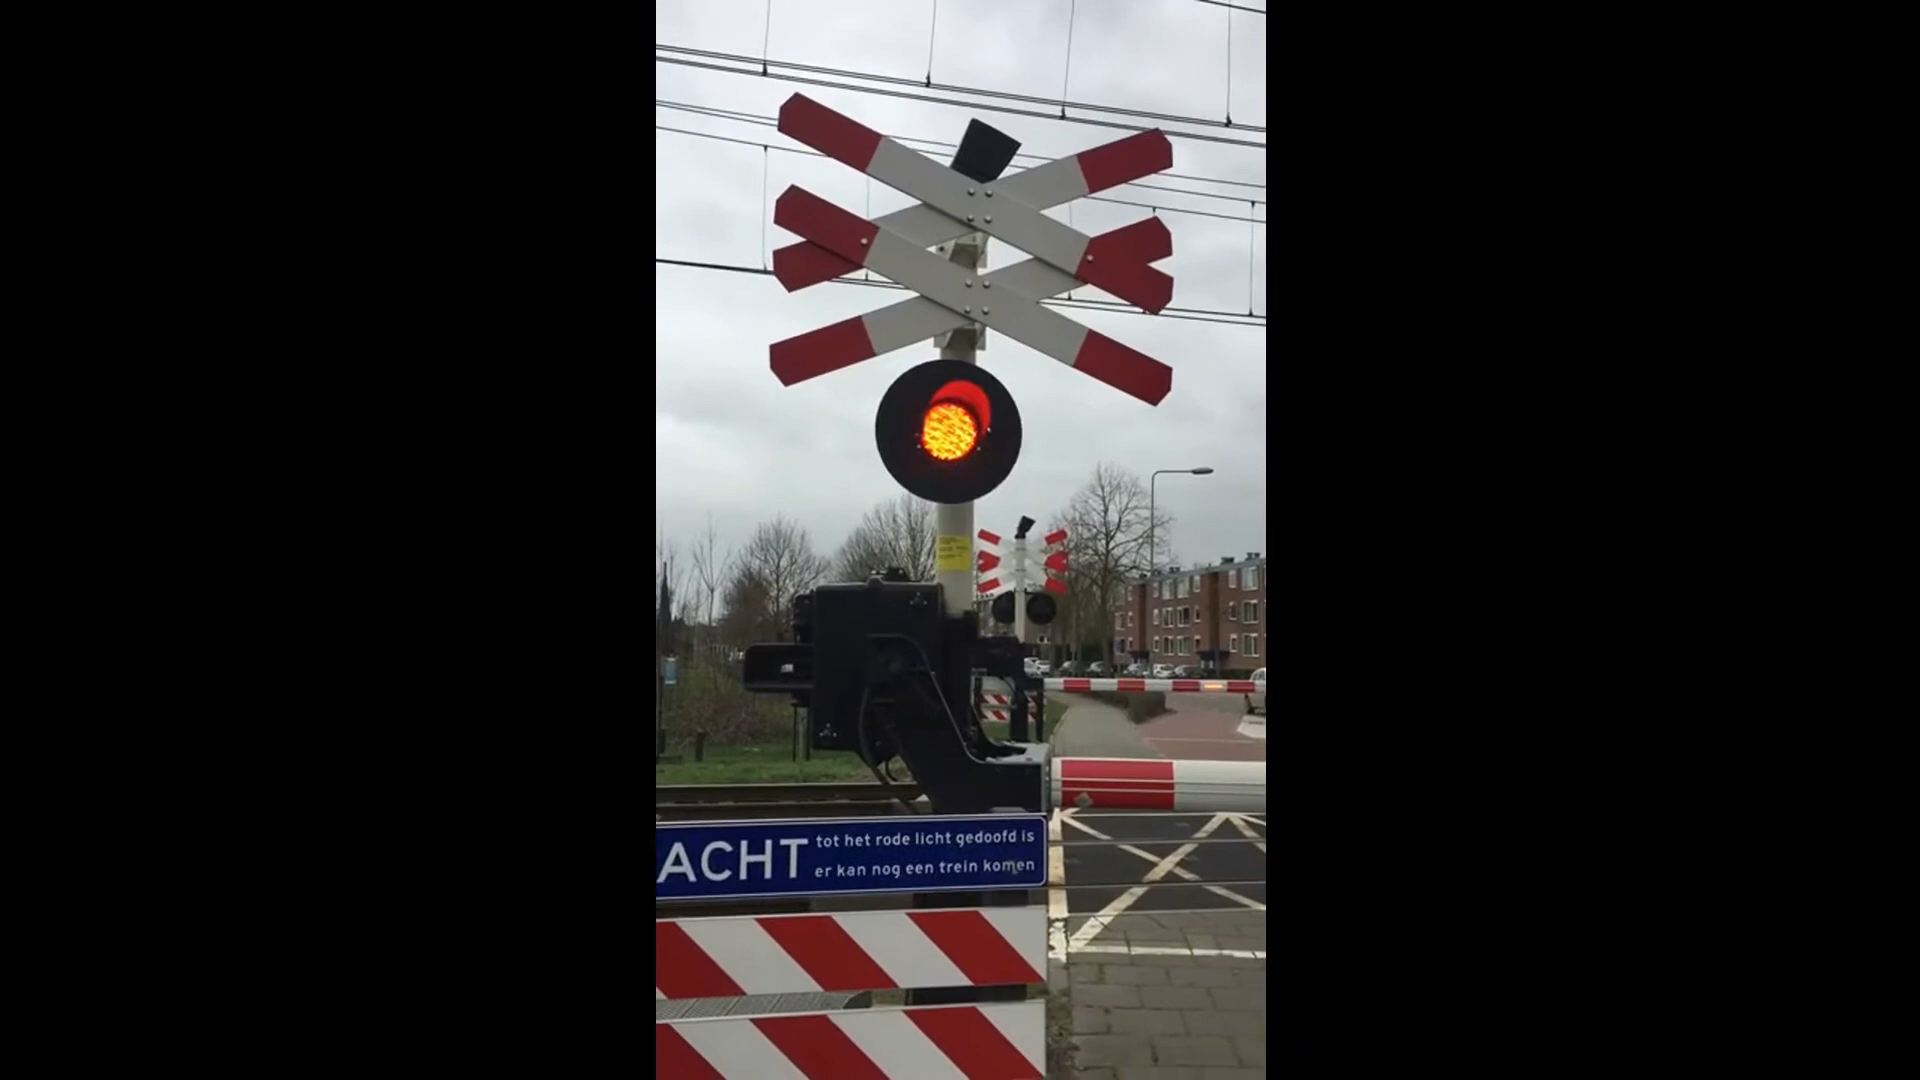 ACHT
tot het rode licht gedoofd is
er kan nog een trein komen